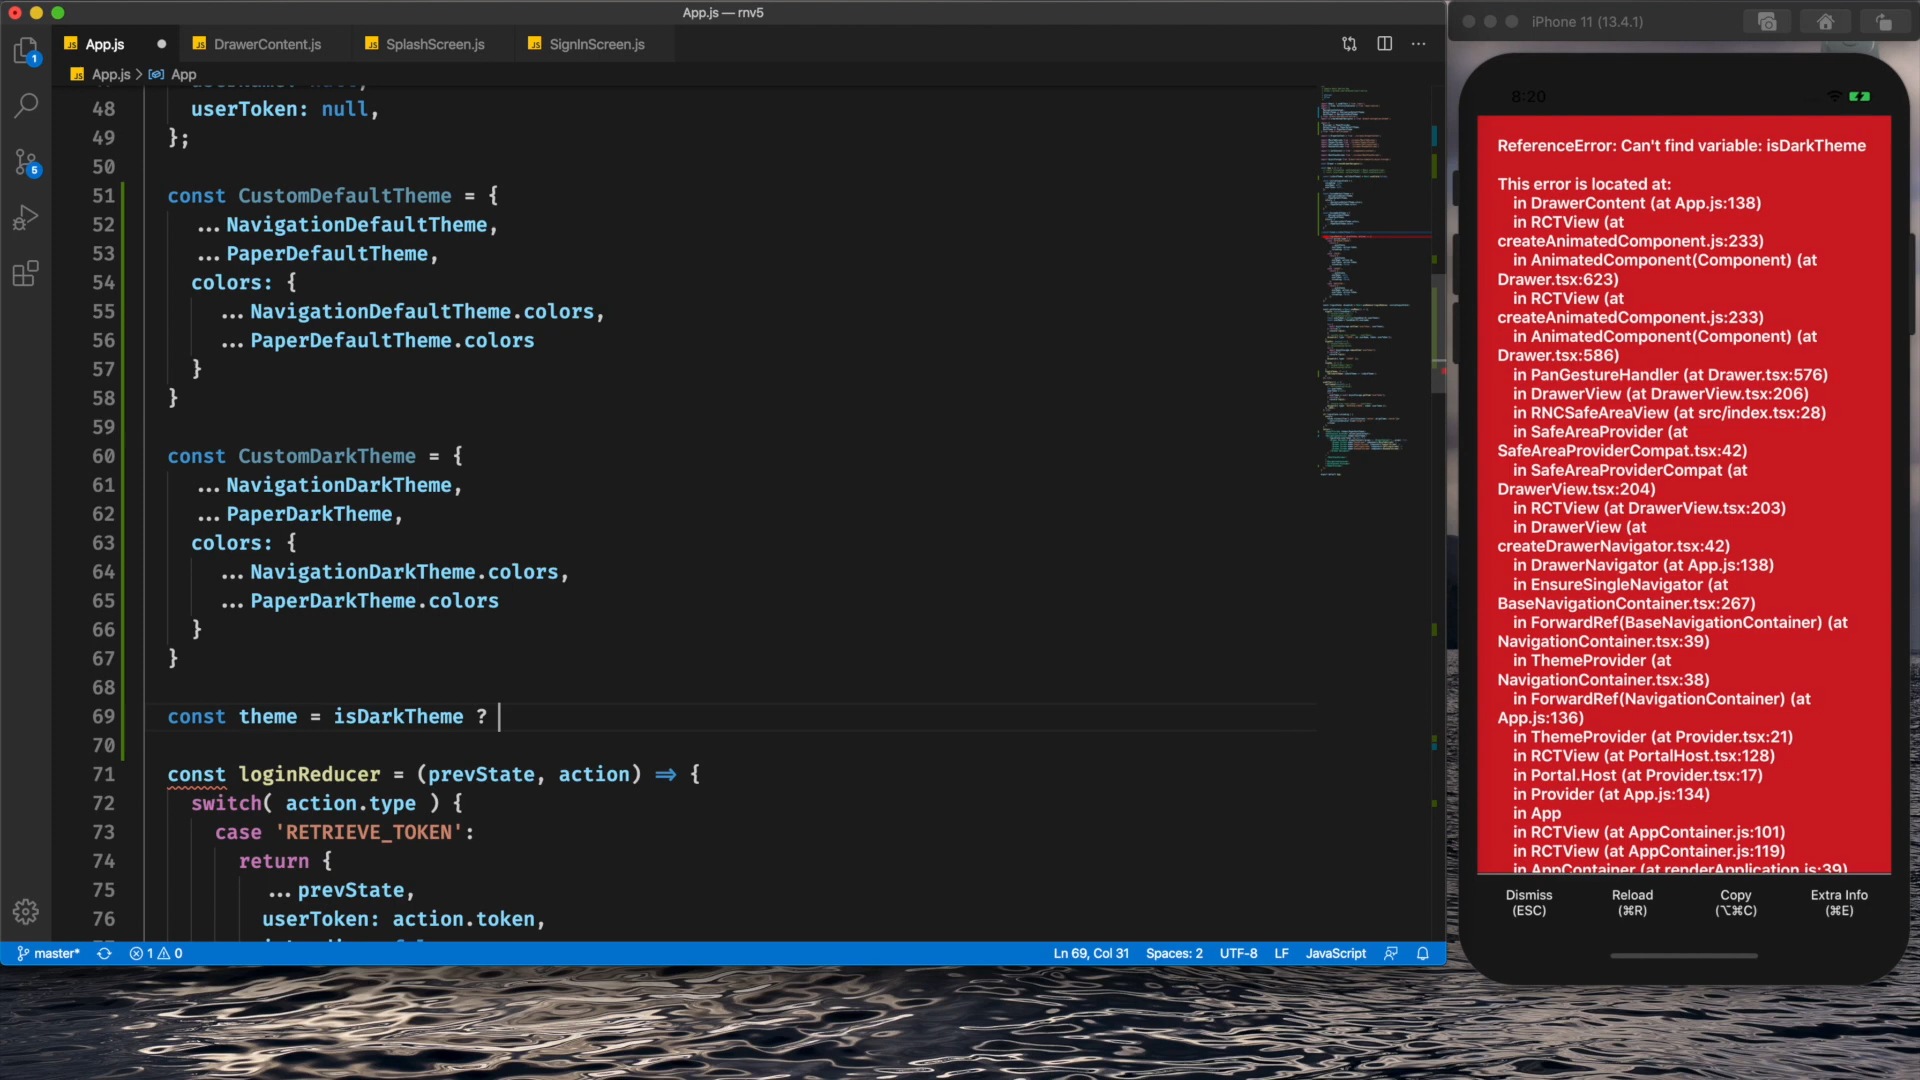 App.js — rnv5
App.js
DrawerContent.js
SplashScreen.js
SignInScreen.js
App.js > App
48 userToken: null,
49 };
50
51 const CustomDefaultTheme = {
52 ...NavigationDefaultTheme,
53 ...PaperDefaultTheme,
54 colors: {
55 ...NavigationDefaultTheme.colors,
56 ...PaperDefaultTheme.colors
57 }
58 }
59
60 const CustomDarkTheme = {
61 ...NavigationDarkTheme,
62 ...PaperDarkTheme,
63 colors: {
64 ...NavigationDarkTheme.colors,
65 ...PaperDarkTheme.colors
66 }
67 }
68
69 const theme = isDarkTheme ?
70
71 const loginReducer = (prevState, action) => {
72 switch( action.type ) {
73 case 'RETRIEVE_TOKEN':
74 return {
75 ...prevState,
76 userToken: action.token,
1
5
master*
1 0
Ln 69, Col 31
Spaces: 2
UTF-8
LF
JavaScript
iPhone 11 (13.4.1)
8:20
ReferenceError: Can't find variable: isDarkTheme
This error is located at:
in DrawerContent (at App.js:138)
in RCTView (at
createAnimatedComponent.js:233)
in AnimatedComponent(Component) (at
Drawer.tsx:623)
in RCTView (at
createAnimatedComponent.js:233)
in AnimatedComponent(Component) (at
Drawer.tsx:586)
in PanGestureHandler (at Drawer.tsx:576)
in DrawerView (at DrawerView.tsx:206)
in RNCSafeAreaView (at src/index.tsx:28)
in SafeAreaProvider (at
SafeAreaProviderCompat.tsx:42)
in SafeAreaProviderCompat (at
DrawerView.tsx:204)
in RCTView (at DrawerView.tsx:203)
in DrawerView (at
createDrawerNavigator.tsx:42)
in DrawerNavigator (at App.js:138)
in EnsureSingleNavigator (at
BaseNavigationContainer.tsx:267)
in ForwardRef(BaseNavigationContainer) (at
NavigationContainer.tsx:39)
in ThemeProvider (at
NavigationContainer.tsx:38)
in ForwardRef(NavigationContainer) (at
App.js:136)
in ThemeProvider (at Provider.tsx:21)
in RCTView (at PortalHost.tsx:128)
in Portal.Host (at Provider.tsx:17)
in Provider (at App.js:134)
in App
in RCTView (at AppContainer.js:101)
in RCTView (at AppContainer.js:119)
in AppContainer (at renderApplication.js:39)
Dismiss
(ESC)
Reload
(⌘R)
Copy
(⌥⌘C)
Extra Info
(⌘E)